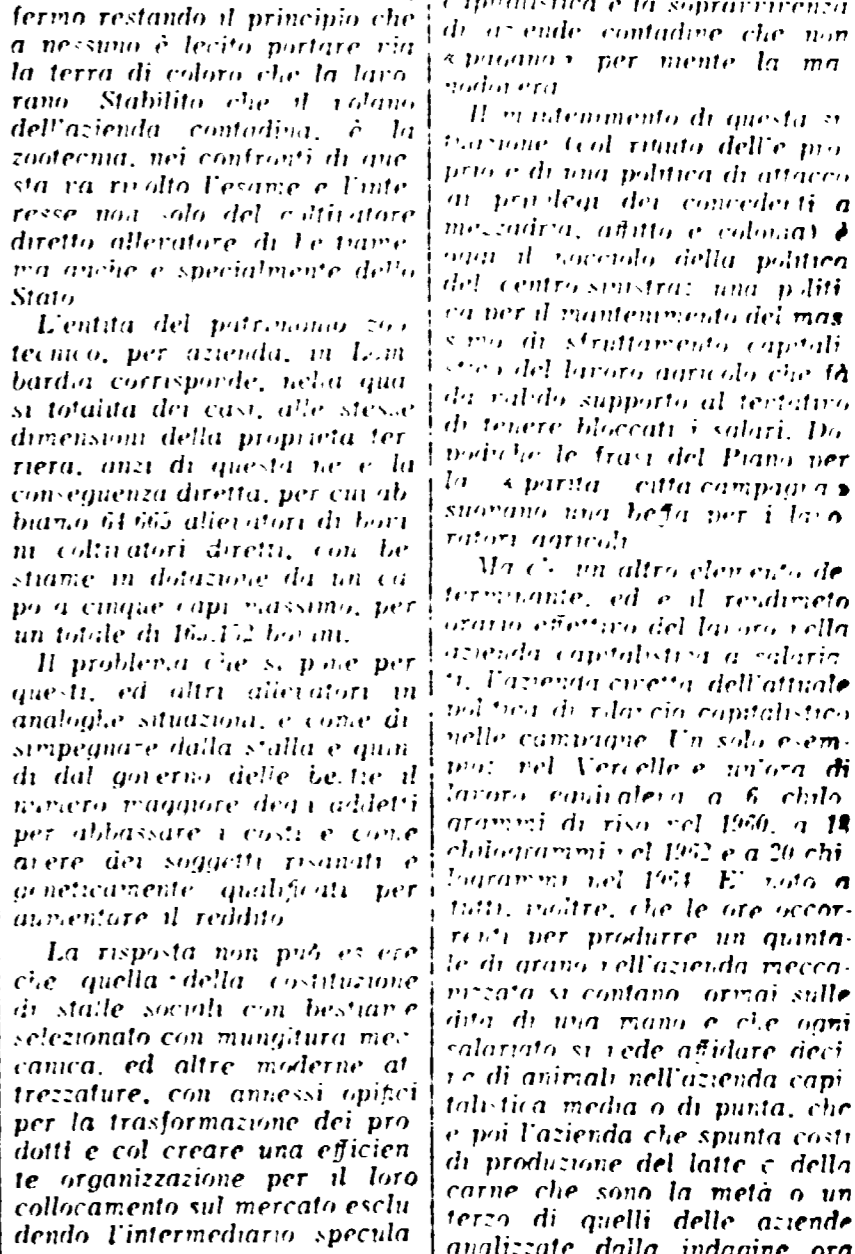 fermo restando il principio che
a nessuno è lecito portare via
la terra di coloro che la lavo
rano Stabilito che il volano
dell'azienda contadina, è la
zootecnia, nei confronti di que
sta va rivolto l'esame e l'inte
resse non solo del coltivatore
diretto allevatore di bestiame
ma anche e specialmente dello
Stato
L'entità del patrimonio zoo
tecnico, per azienda, in Lom
bardia corrisponde, nella qua
si totalità dei casi, alle stesse
dimensioni della proprietà ter
riera, anzi di questa ne è la
conseguenza diretta, per cui ab
biamo 64.665 allevatori di bovi
ni coltivatori diretti, con be
stiame in dotazione da un ca
po a cinque capi massimo, per
un totale di bovini.
Il problema che si pone per
questi, ed altri allevatori in
analoghe situazioni, è come di
simpegnare dalla stalla e quin
di dal governo delle bestie il
numero maggiore degli addetti
per abbassare i costi e come
avere dei soggetti risanati e
geneticamente qualificati per
aumentare il reddito
La risposta non può essere
che quella della costituzione
di stalle sociali con bestiame
selezionato con mungitura mec
canica, ed altre moderne at
trezzature, con annessi opifici
per la trasformazione dei pro
dotti e col creare una efficien
te organizzazione per il loro
collocamento sul mercato esclu
dendo l'intermediario specula
capitalistica e la sopravvivenza
di aziende contadine che non
« pagano » per niente la ma
nodopera
Il mantenimento di questa si
tuazione (col rifiuto dell'e pro
prio e di una politica di attacco
ai privilegi dei concedenti a
mezzadria, affitto e colonia) è
oggi il nocciolo della politica
del centro sinistra: una politi
ca per il mantenimento del mas
simo di sfruttamento capitali
stico del lavoro agricolo che fa
da valido supporto al tentativo
di tenere bloccati i salari. Do
podiché le frasi del Piano per
la « parità città campagna »
suonano una beffa per i lavo
ratori agricoli
Ma c'è un altro elemento de
terminante, ed è il rendimeto
orario effettivo del lavoro nella
azienda capitalistica a salaria
ti, l'azienda eretta dell'attuale
politica di rilancio capitalistico
nelle campagne Un solo esem-
pio: nel Vercellese un'ora di
lavoro equivaleva a 6 chilo
grammi di riso nel 1960, a 12
chilogrammi nel 1962 e a 20 chi
logrammi nel 1964 E' noto a
tutti, inoltre, che le ore occor-
renti per produrre un quinta-
le di grano nell'azienda mecca-
nizzata si contano ormai sulle
dita di una mano e che ogni
salariato si vede affidare deci
ne di animali nell'azienda capi
talistica media o di punta, che
è poi l'azienda che spunta costi
di produzione del latte e della
carne che sono la metà o un
terzo di quelli delle aziende
analizzate dalla indagine ora